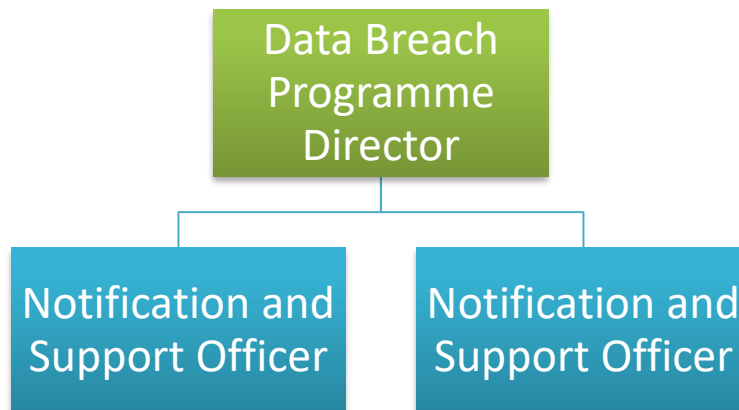 Data Breach
Programme
Director
Notification and
Support Officer
Notification and
Support Officer